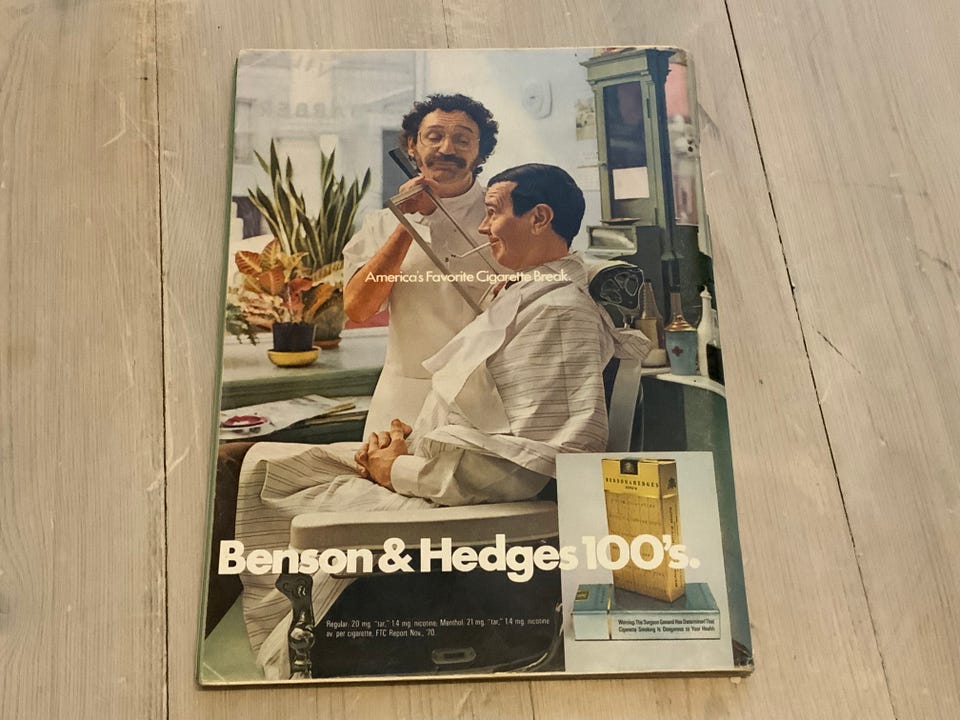 BARBER
America's Favorite Cigarette Break.
BENSON & HEDGES
Benson & Hedges 100's.
Regular: 20 mg. "tar," 1.4 mg. nicotine; Menthol: 21 mg. "tar," 1.4 mg. nicotine
av. per cigarette, FTC Report Nov., '70.
Warning: The Surgeon General Has Determined That
Cigarette Smoking Is Dangerous to Your Health